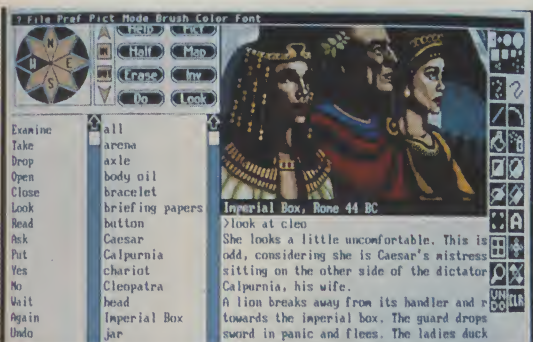 ? File Pref Pict Mode Brush Color Font
N
W E
S
Help Pict
Half Map
Erase Inv
Do Look
Examine
Take
Drop
Open
Close
Look
Read
Ask
Put
Yes
No
Wait
Again
Undo
all
arena
axle
body oil
bracelet
briefing papers
button
Caesar
Calpurnia
chariot
Cleopatra
head
Imperial Box
jar
Imperial Box, Rome 44 BC
>look at cleo
She looks a little uncomfortable. This is
odd, considering she is Caesar's mistress
sitting on the other side of the dictator
Calpurnia, his wife.
A lion breaks away from its handler and r
towards the imperial box. The guard drops
sword in panic and flees. The ladies duck
A
UN
DO CLR